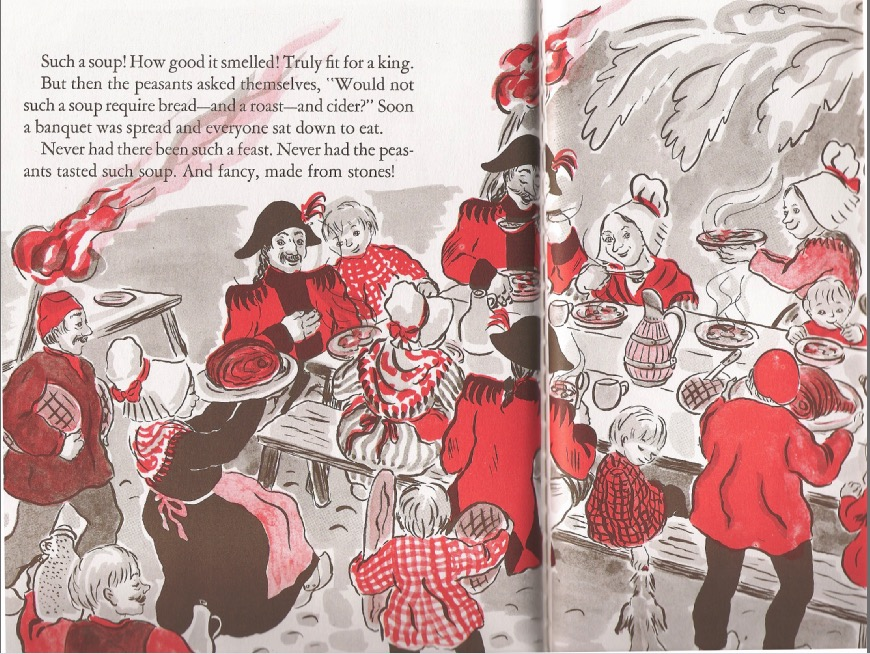 Such a soup! How good it smelled! Truly fit for a king.
But then the peasants asked themselves, "Would not
such a soup require bread—and a roast—and cider?" Soon
a banquet was spread and everyone sat down to eat.
Never had there been such a feast. Never had the peas-
ants tasted such soup. And fancy, made from stones!